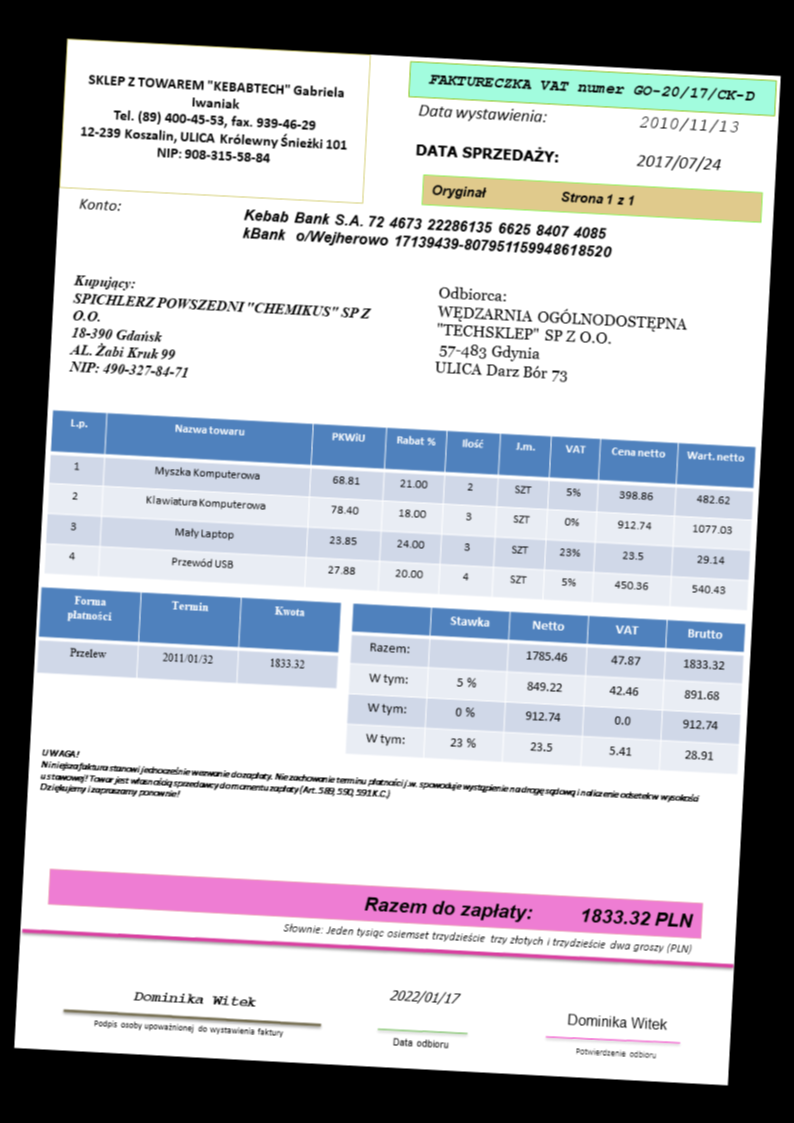 SKLEP Z TOWAREM "KEBABTECH" Gabriela
Iwaniak
Tel. (89) 400-45-53, fax. 939-46-29
12-239 Koszalin, ULICA Królewny Śnieżki 101
NIP: 908-315-58-84
FAKTURECZKA VAT numer GO-20/17/CK-D
Data wystawienia: 2010/11/13
DATA SPRZEDAŻY: 2017/07/24
Oryginał Strona 1 z 1
Konto:
Kebab Bank S.A. 72 4673 22286135 6625 8407 4085
kBank o/Wejherowo 17139439-807951159948618520
Kupujący:
SPICHLERZ POWSZEDNI "CHEMIKUS" SP Z
O.O.
18-390 Gdańsk
AL. Żabi Kruk 99
NIP: 490-327-84-71
Odbiorca:
WĘDZARNIA OGÓLNODOSTĘPNA
"TECHSKLEP" SP Z O.O.
57-483 Gdynia
ULICA Darz Bór 73
L.p. Nazwa towaru PKWiU Rabat % Ilość J.m. VAT Cena netto Wart. netto
1 Myszka Komputerowa 68.81 21.00 2 SZT 5% 398.86 482.62
2 Klawiatura Komputerowa 78.40 18.00 3 SZT 0% 912.74 1077.03
3 Mały Laptop 23.85 24.00 3 SZT 23% 23.5 29.14
4 Przewód USB 27.88 20.00 4 SZT 5% 450.36 540.43
Forma płatności Termin Kwota
Przelew 2011/01/32 1833.32
Stawka Netto VAT Brutto
Razem: 1785.46 47.87 1833.32
W tym: 5 % 849.22 42.46 891.68
W tym: 0 % 912.74 0.0 912.74
W tym: 23 % 23.5 5.41 28.91
UWAGA!
Niniejsza faktura stanowi jednocześnie wezwanie do zapłaty. Nie zachowanie terminu płatności j.w. spowoduje wystąpienie na drogę sądową i naliczenie odsetek w wysokości
ustawowej! Towar jest własnością sprzedawcy do momentu zapłaty (Art. 589, 590, 591 K.C.)
Dziękujemy i zapraszamy ponownie!
Razem do zapłaty: 1833.32 PLN
Słownie: Jeden tysiąc osiemset trzydzieście trzy złotych i trzydzieście dwa groszy (PLN)
Dominika Witek
Podpis osoby upoważnionej do wystawienia faktury
2022/01/17
Data odbioru
Dominika Witek
Potwierdzenie odbioru